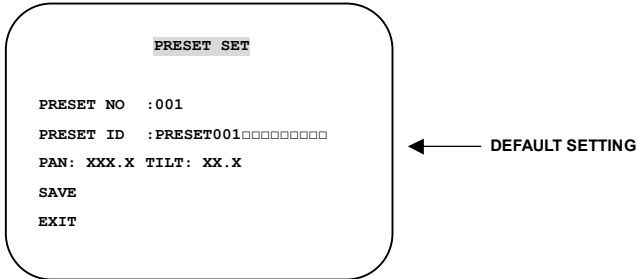 PRESET SET
PRESET NO :001
PRESET ID :PRESET001□□□□□□□□□
PAN: XXX.X TILT: XX.X
SAVE
EXIT
DEFAULT SETTING